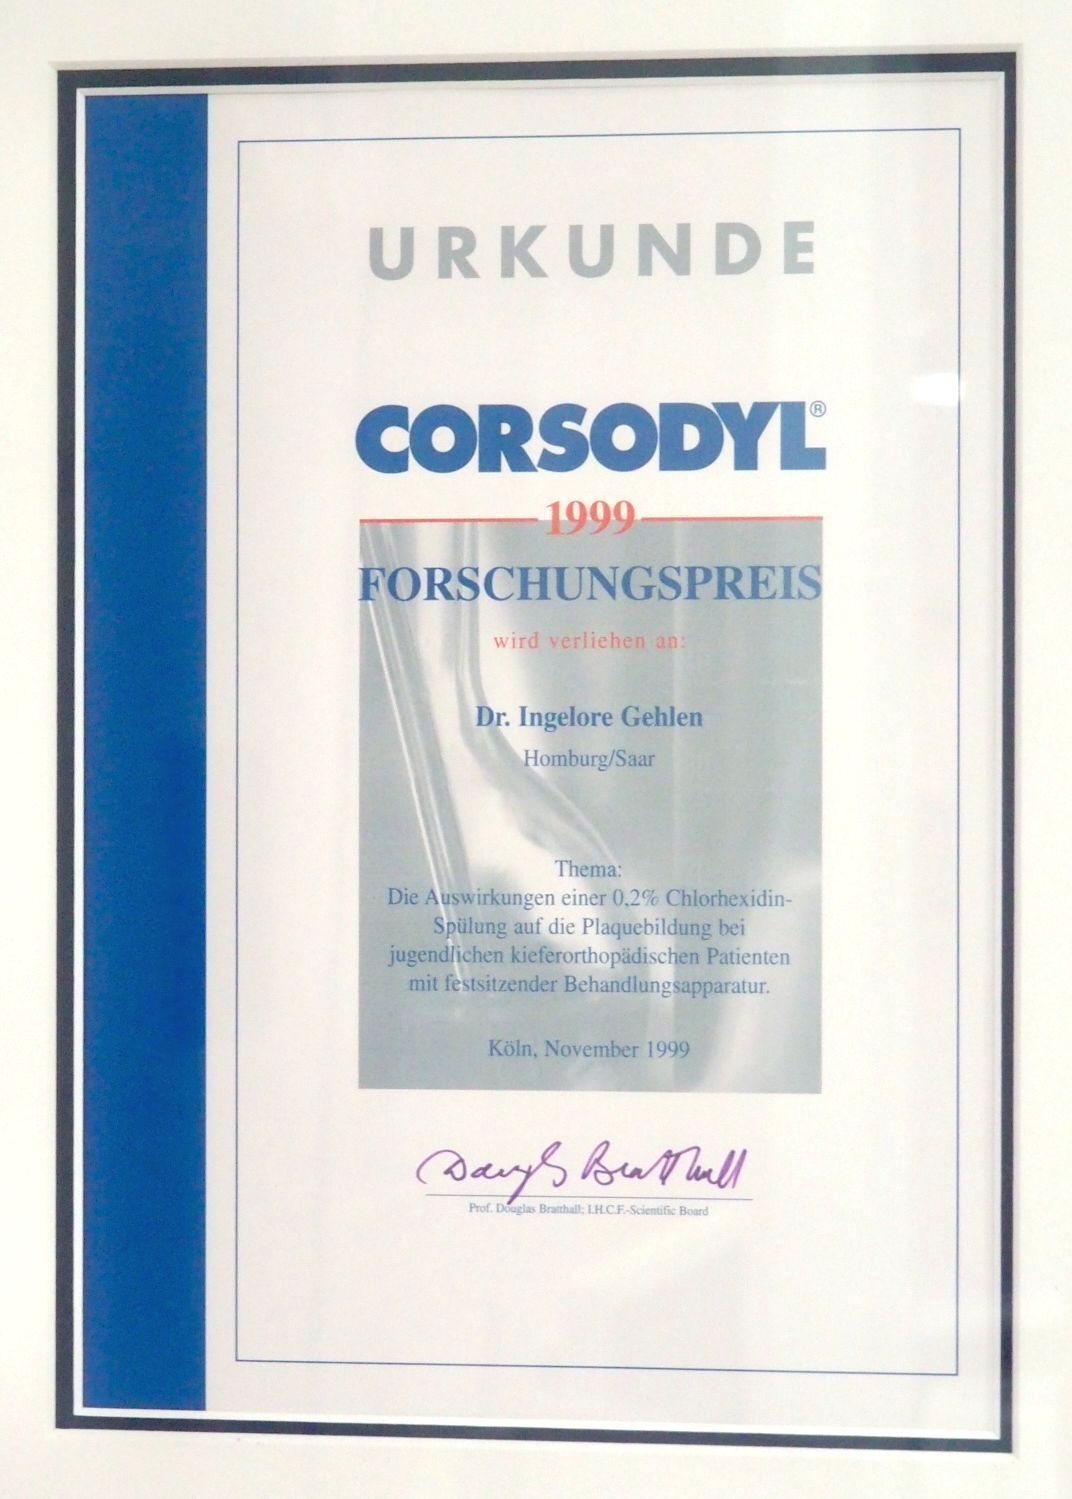 URKUNDE
CORSODYL®
1999
FORSCHUNGSPREIS
wird verliehen an:
Dr. Ingelore Gehlen
Homburg/Saar
Thema:
Die Auswirkungen einer 0,2% Chlorhexidin-
Spülung auf die Plaquebildung bei
jugendlichen kieferorthopädischen Patienten
mit festsitzender Behandlungsapparatur.
Köln, November 1999
Douglas Bratthall
Prof. Douglas Bratthall; I.H.C.F.-Scientific Board